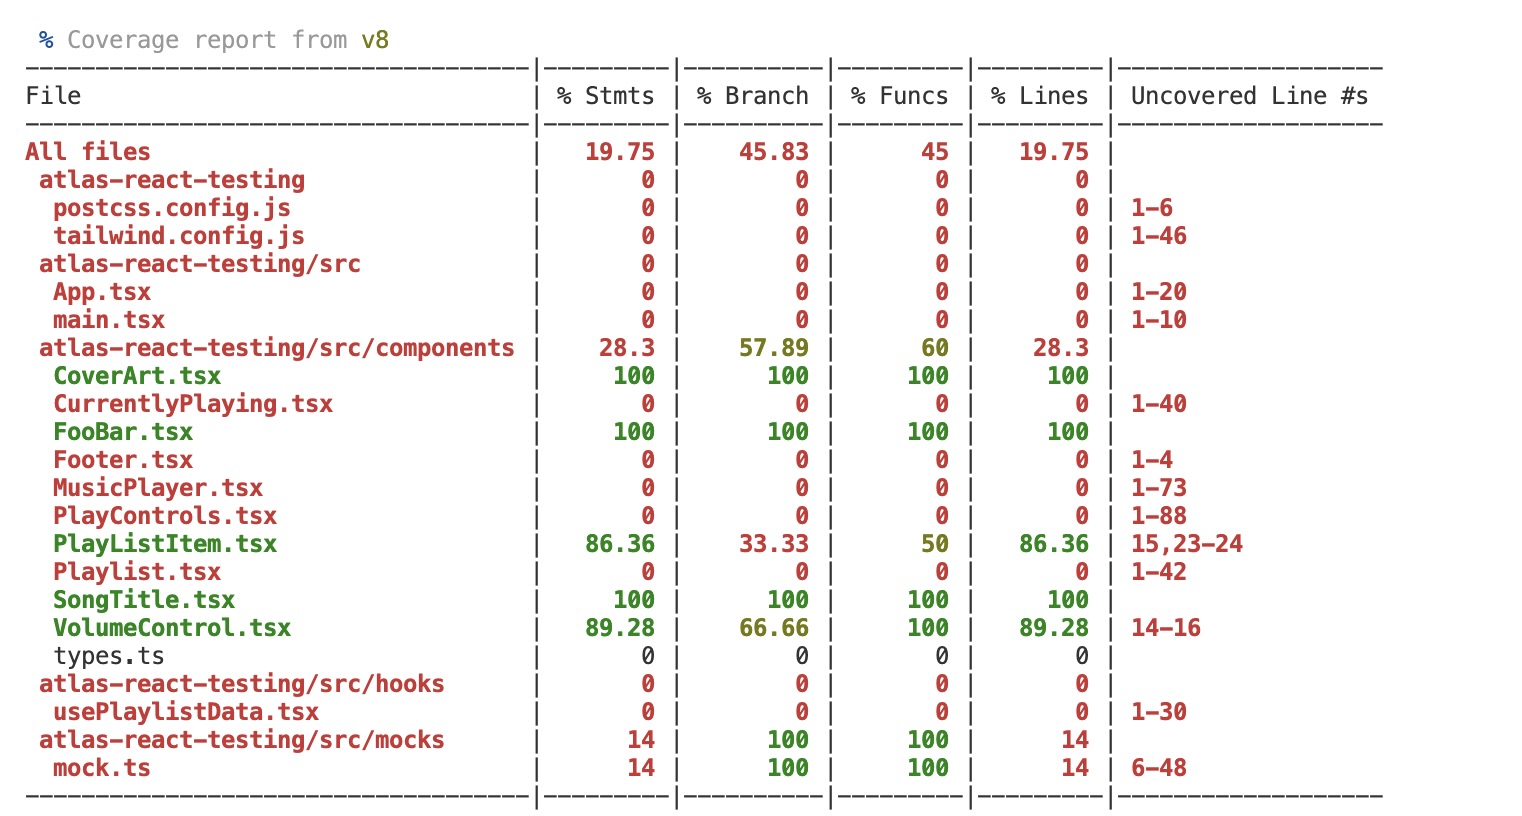 % Coverage report from v8
-----------------------------------|---------|----------|---------|---------|-------------------
File | % Stmts | % Branch | % Funcs | % Lines | Uncovered Line #s
-----------------------------------|---------|----------|---------|---------|-------------------
All files | 19.75 | 45.83 | 45 | 19.75 |
atlas-react-testing | 0 | 0 | 0 | 0 |
postcss.config.js | 0 | 0 | 0 | 0 | 1-6
tailwind.config.js | 0 | 0 | 0 | 0 | 1-46
atlas-react-testing/src | 0 | 0 | 0 | 0 |
App.tsx | 0 | 0 | 0 | 0 | 1-20
main.tsx | 0 | 0 | 0 | 0 | 1-10
atlas-react-testing/src/components | 28.3 | 57.89 | 60 | 28.3 |
CoverArt.tsx | 100 | 100 | 100 | 100 |
CurrentlyPlaying.tsx | 0 | 0 | 0 | 0 | 1-40
FooBar.tsx | 100 | 100 | 100 | 100 |
Footer.tsx | 0 | 0 | 0 | 0 | 1-4
MusicPlayer.tsx | 0 | 0 | 0 | 0 | 1-73
PlayControls.tsx | 0 | 0 | 0 | 0 | 1-88
PlayListItem.tsx | 86.36 | 33.33 | 50 | 86.36 | 15,23-24
Playlist.tsx | 0 | 0 | 0 | 0 | 1-42
SongTitle.tsx | 100 | 100 | 100 | 100 |
VolumeControl.tsx | 89.28 | 66.66 | 100 | 89.28 | 14-16
types.ts | 0 | 0 | 0 | 0 |
atlas-react-testing/src/hooks | 0 | 0 | 0 | 0 |
usePlaylistData.tsx | 0 | 0 | 0 | 0 | 1-30
atlas-react-testing/src/mocks | 14 | 100 | 100 | 14 |
mock.ts | 14 | 100 | 100 | 14 | 6-48
-----------------------------------|---------|----------|---------|---------|-------------------